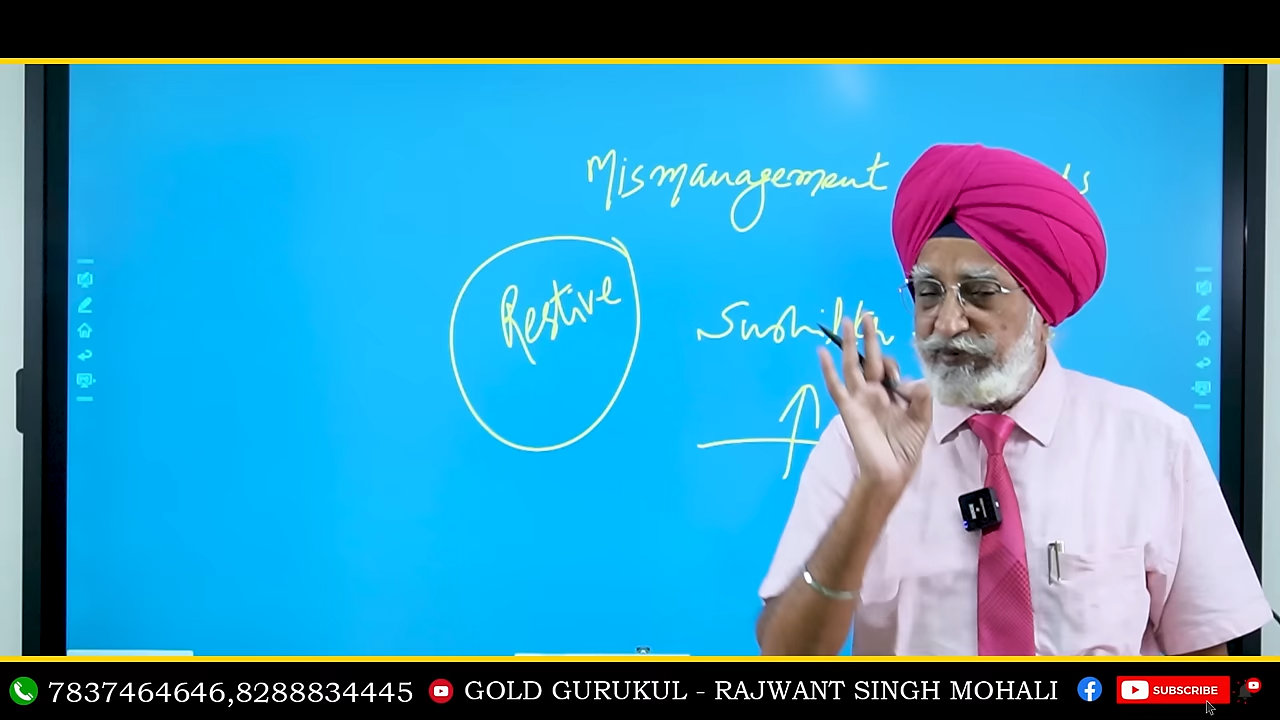 Mismanagement
Restive
7837464646,8288834445 GOLD GURUKUL - RAJWANT SINGH MOHALI SUBSCRIBE